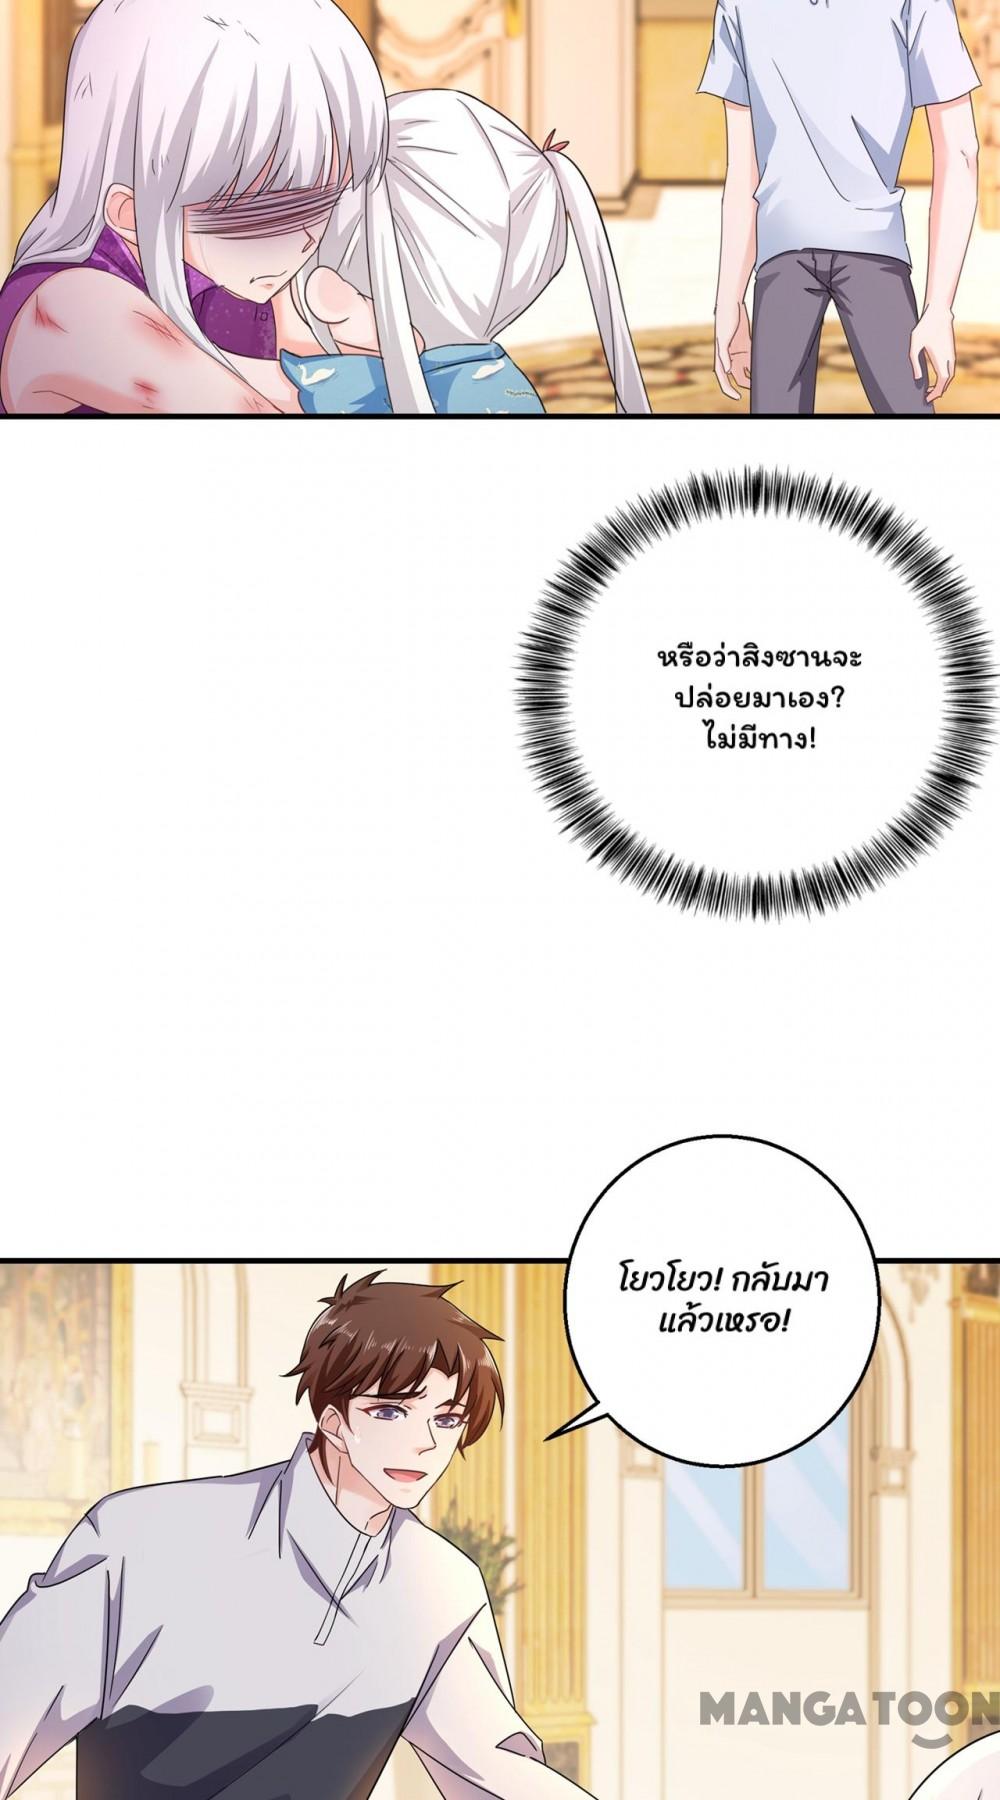 หรือว่าสิงซานจะ
ปล่อยมาเอง?
ไม่มีทาง!
โยวโยว! กลับมา
แล้วเหรอ!
MANGATOON